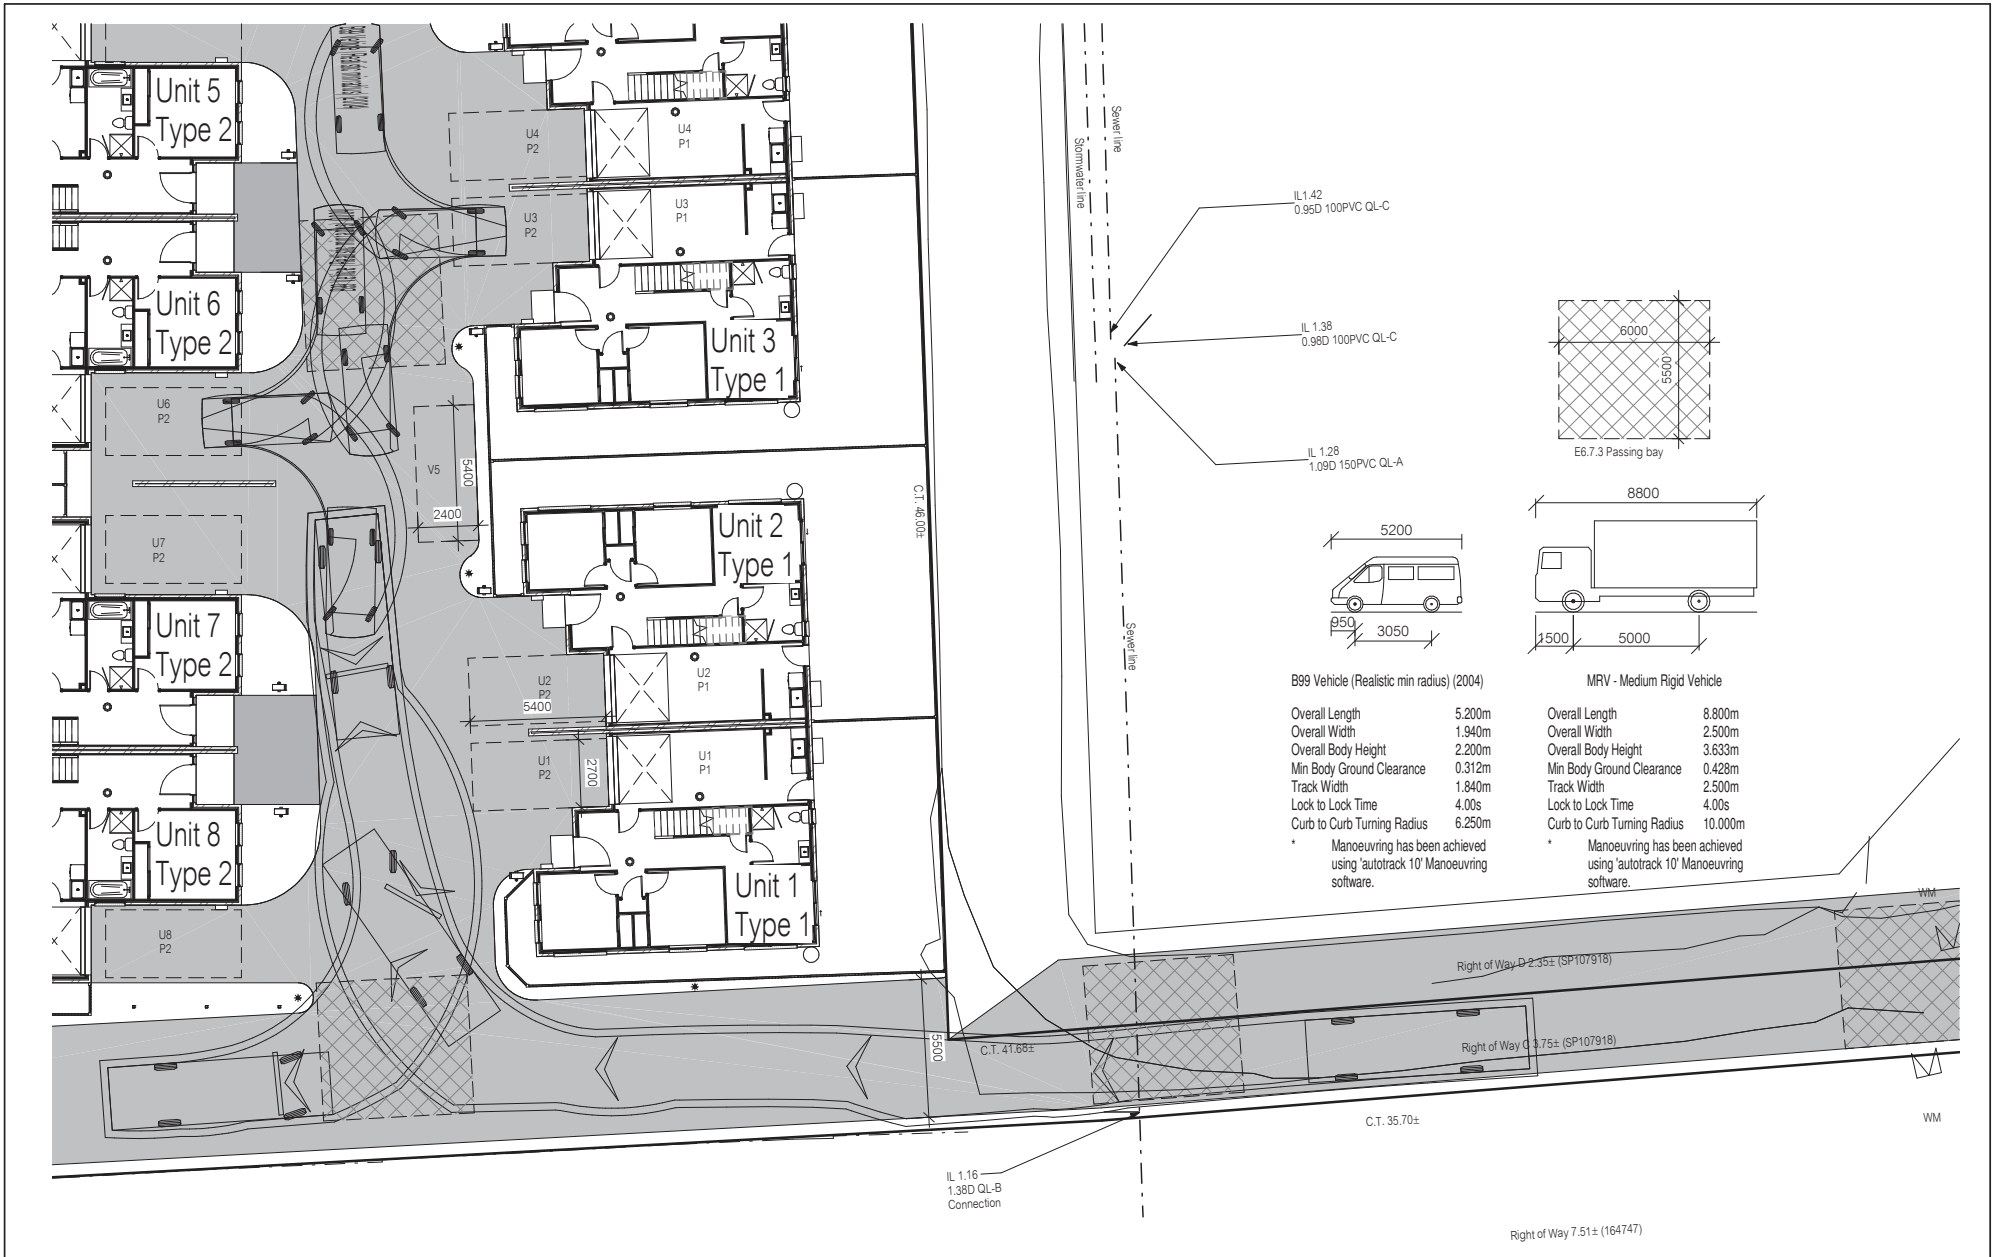 Unit 5
Type 2
U4
P2
U4
P1
U3
P2
U3
P1
Unit 6
Type 2
Unit 3
Type 1
U6
P2
V5
5400
2400
U7
P2
Unit 2
Type 1
Unit 7
Type 2
U2
P2
5400
U2
P1
U1
P2
2700
U1
P1
Unit 8
Type 2
Unit 1
Type 1
U8
P2
C.T. 46.00±
Sewer line
Stormwater line
Sewer line
IL1.42
0.95D 100PVC QL-C
IL 1.38
0.98D 100PVC QL-C
IL 1.28
1.09D 150PVC QL-A
6000
5500
E6.7.3 Passing bay
5200
950
3050
8800
1500
5000
B99 Vehicle (Realistic min radius) (2004)
Overall Length 5.200m
Overall Width 1.940m
Overall Body Height 2.200m
Min Body Ground Clearance 0.312m
Track Width 1.840m
Lock to Lock Time 4.00s
Curb to Curb Turning Radius 6.250m
* Manoeuvring has been achieved
using 'autotrack 10' Manoeuvring
software.
MRV - Medium Rigid Vehicle
Overall Length 8.800m
Overall Width 2.500m
Overall Body Height 3.633m
Min Body Ground Clearance 0.428m
Track Width 2.500m
Lock to Lock Time 4.00s
Curb to Curb Turning Radius 10.000m
* Manoeuvring has been achieved
using 'autotrack 10' Manoeuvring
software.
WM
Right of Way D 2.35± (SP107918)
Right of Way C 3.75± (SP107918)
5500
C.T. 41.68±
C.T. 35.70±
WM
IL 1.16
1.38D QL-B
Connection
Right of Way 7.51± (164747)